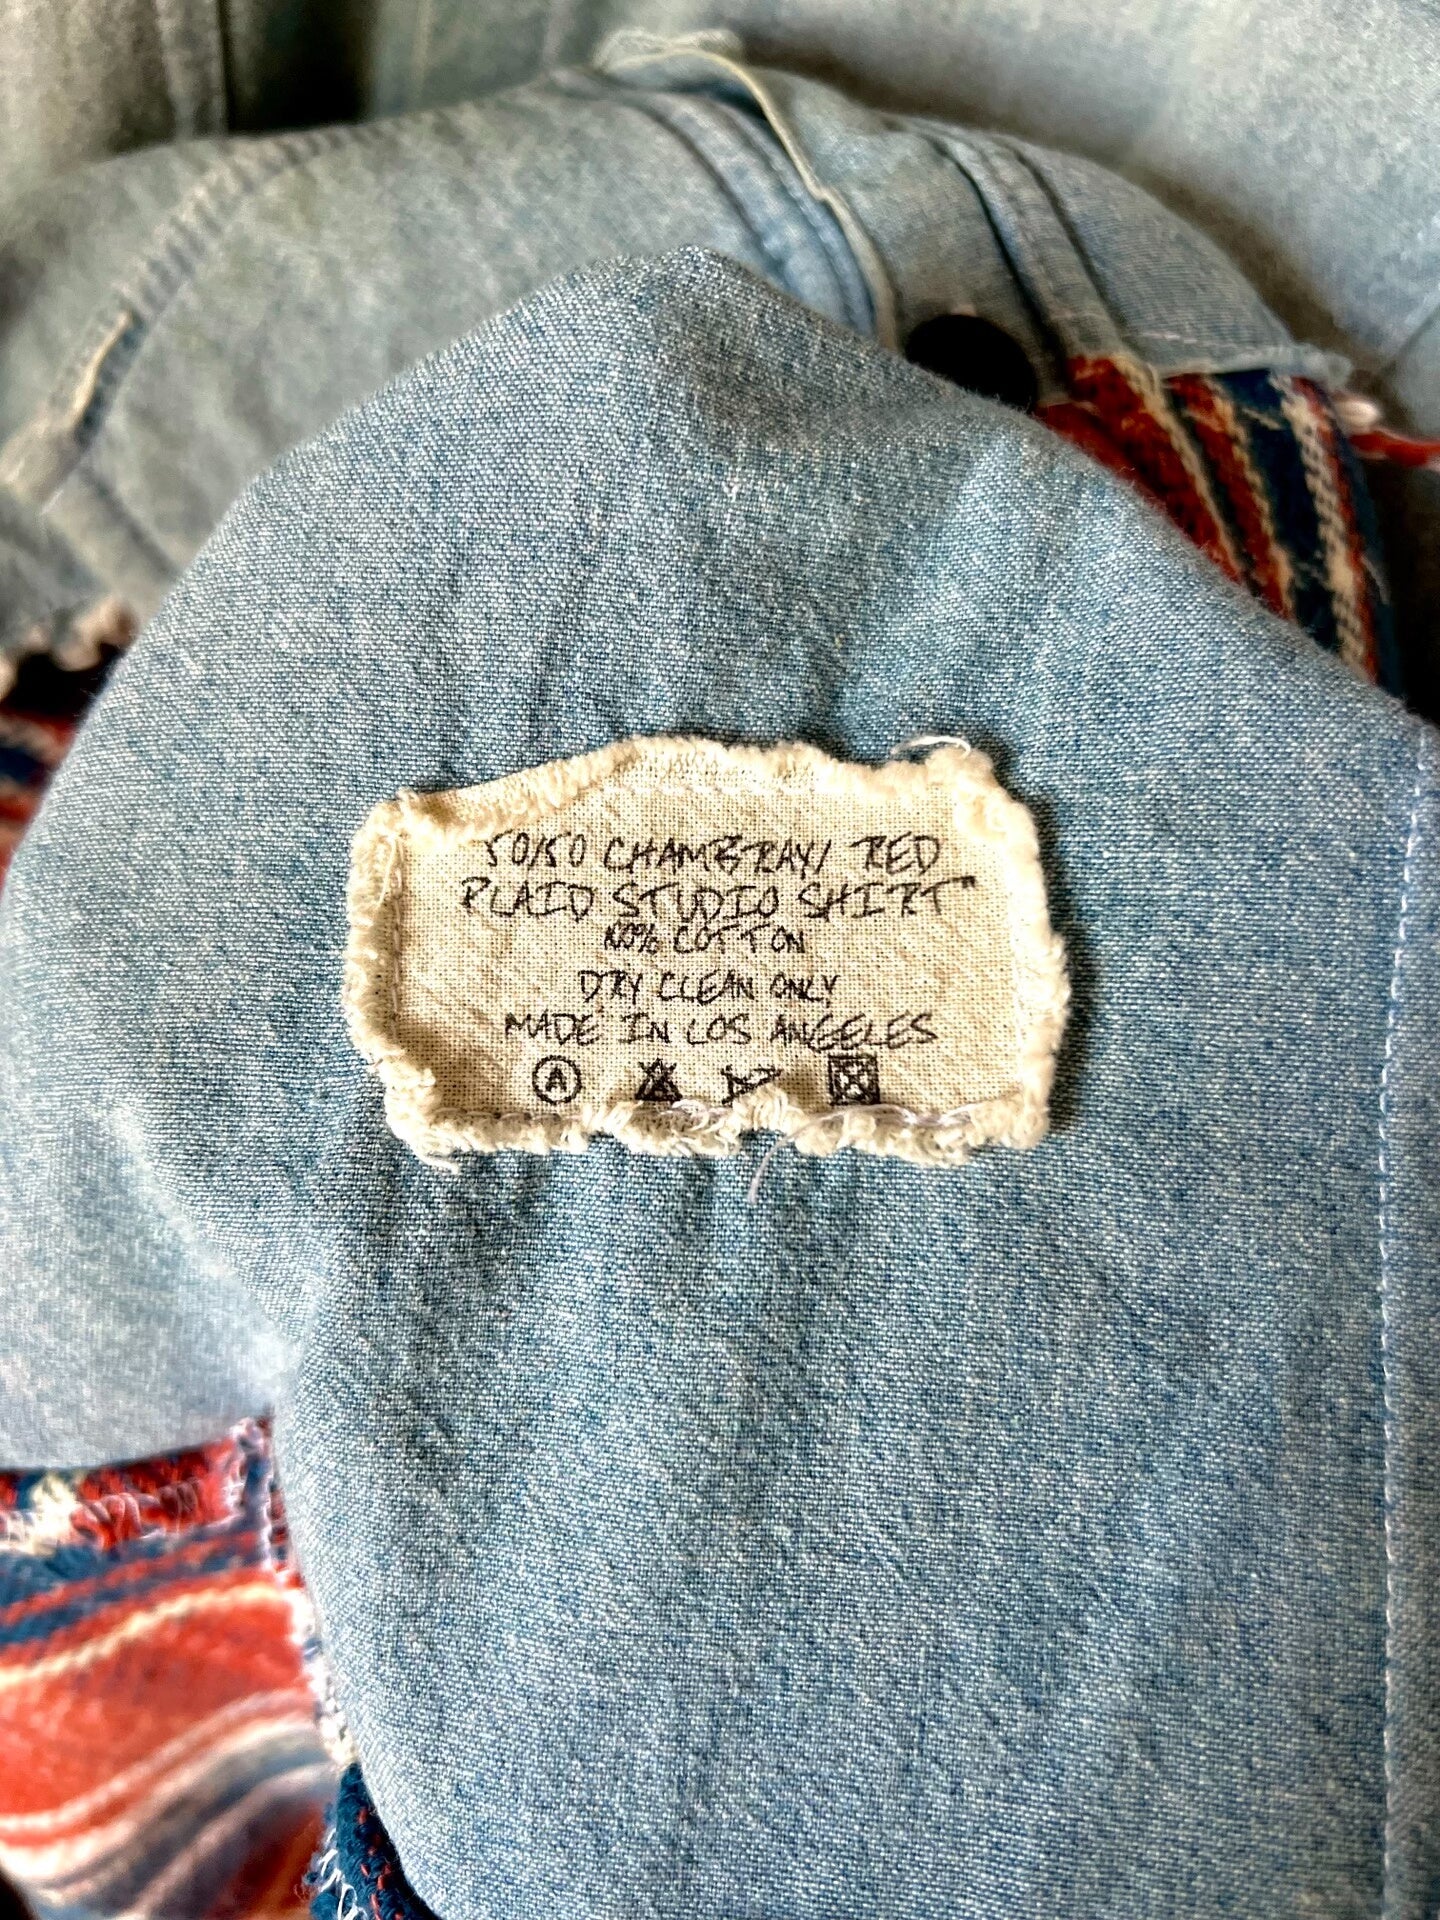 50/50 CHAMBRAY/ RED
PLAID STUDIO SHIRT"
100% COTTON
DRY CLEAN ONLY
MADE IN LOS ANGELES
A